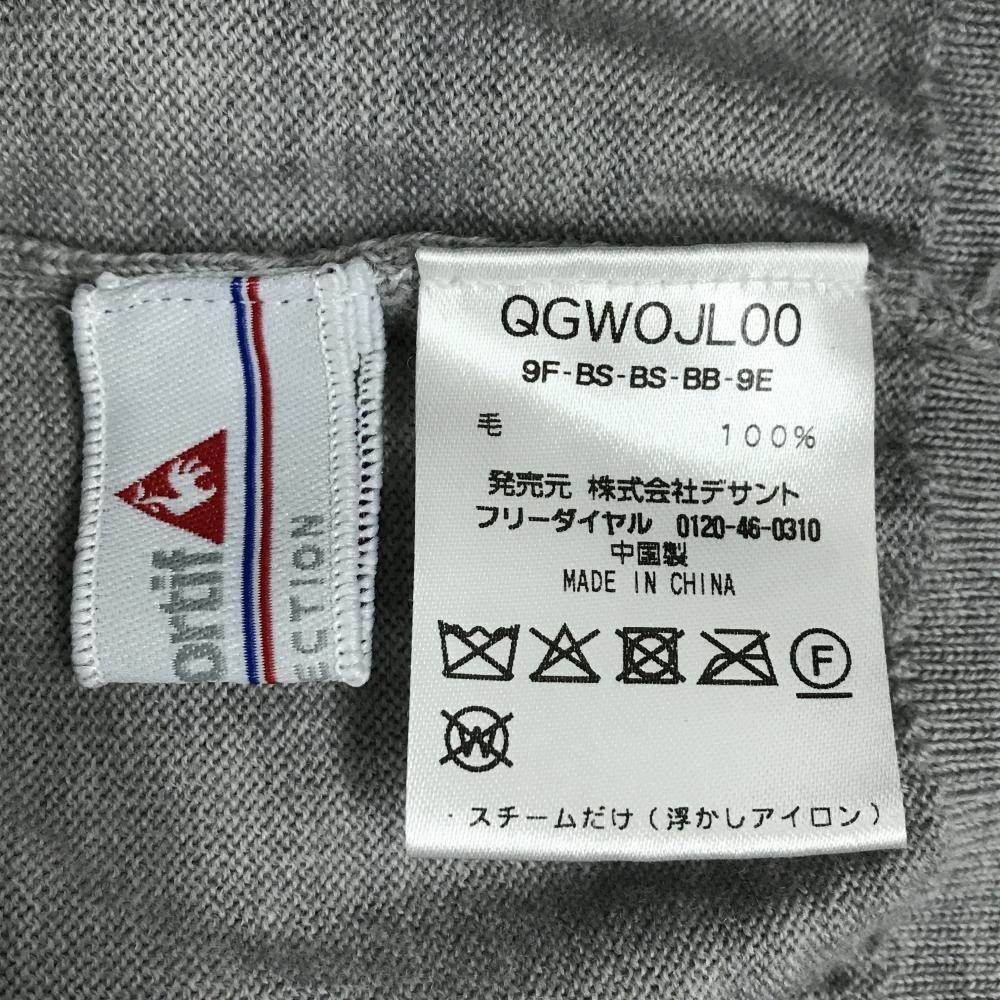 ortif
ECTION
QGWOJL00
9F-BS-BS-BB-9E
毛 100%
発売元 株式会社デサント
フリーダイヤル 0120-46-0310
中国製
MADE IN CHINA
F
W
・スチームだけ(浮かしアイロン)